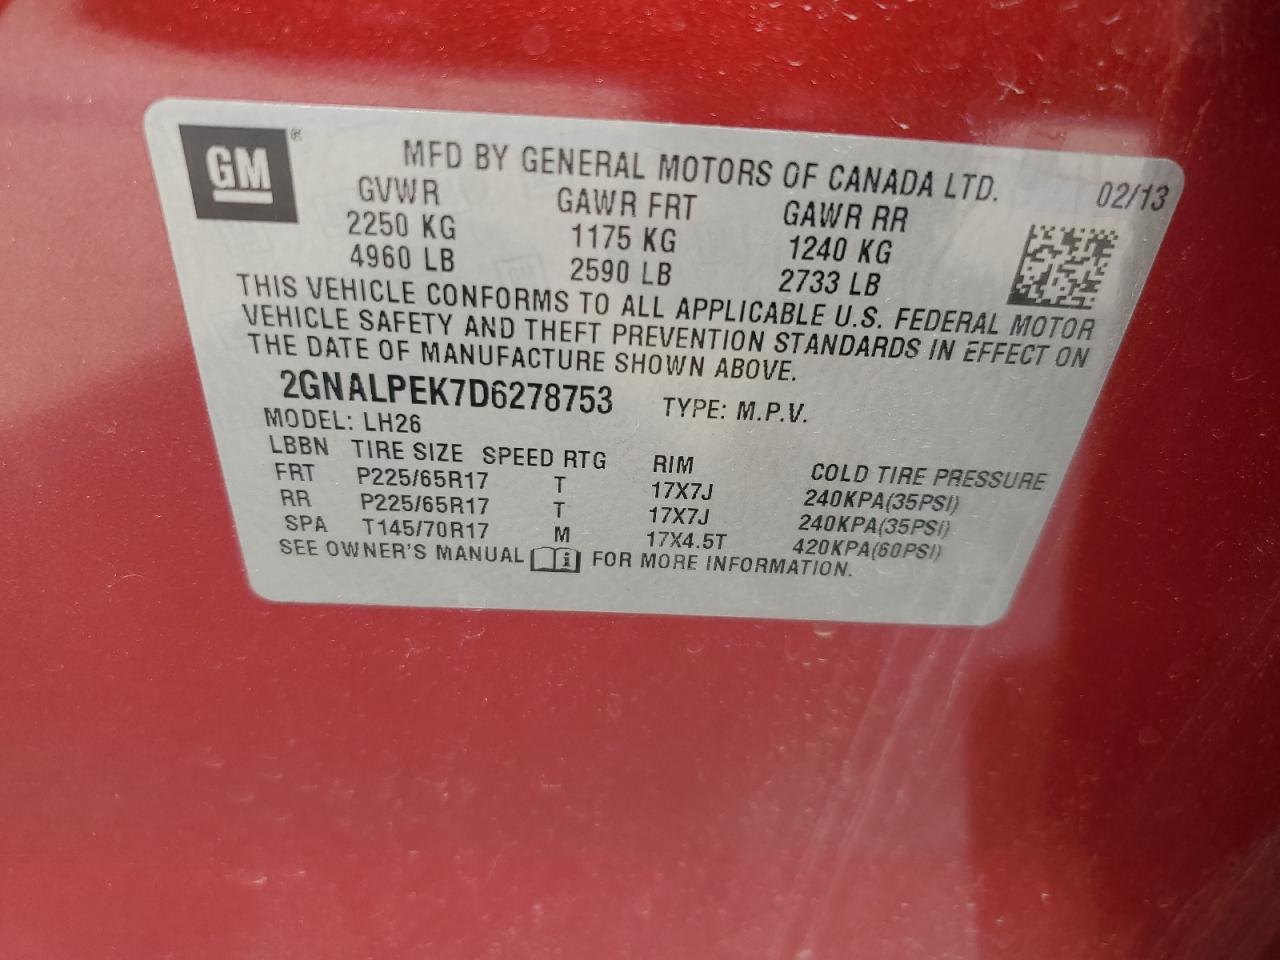 GM ®
MFD BY GENERAL MOTORS OF CANADA LTD. 02/13
GVWR GAWR FRT GAWR RR
2250 KG 1175 KG 1240 KG
4960 LB 2590 LB 2733 LB
THIS VEHICLE CONFORMS TO ALL APPLICABLE U.S. FEDERAL MOTOR
VEHICLE SAFETY AND THEFT PREVENTION STANDARDS IN EFFECT ON
THE DATE OF MANUFACTURE SHOWN ABOVE.
2GNALPEK7D6278753 TYPE: M.P.V.
MODEL: LH26
LBBN TIRE SIZE SPEED RTG RIM COLD TIRE PRESSURE
FRT P225/65R17 T 17X7J 240KPA(35PSI)
RR P225/65R17 T 17X7J 240KPA(35PSI)
SPA T145/70R17 M 17X4.5T 420KPA(60PSI)
SEE OWNER'S MANUAL i FOR MORE INFORMATION.